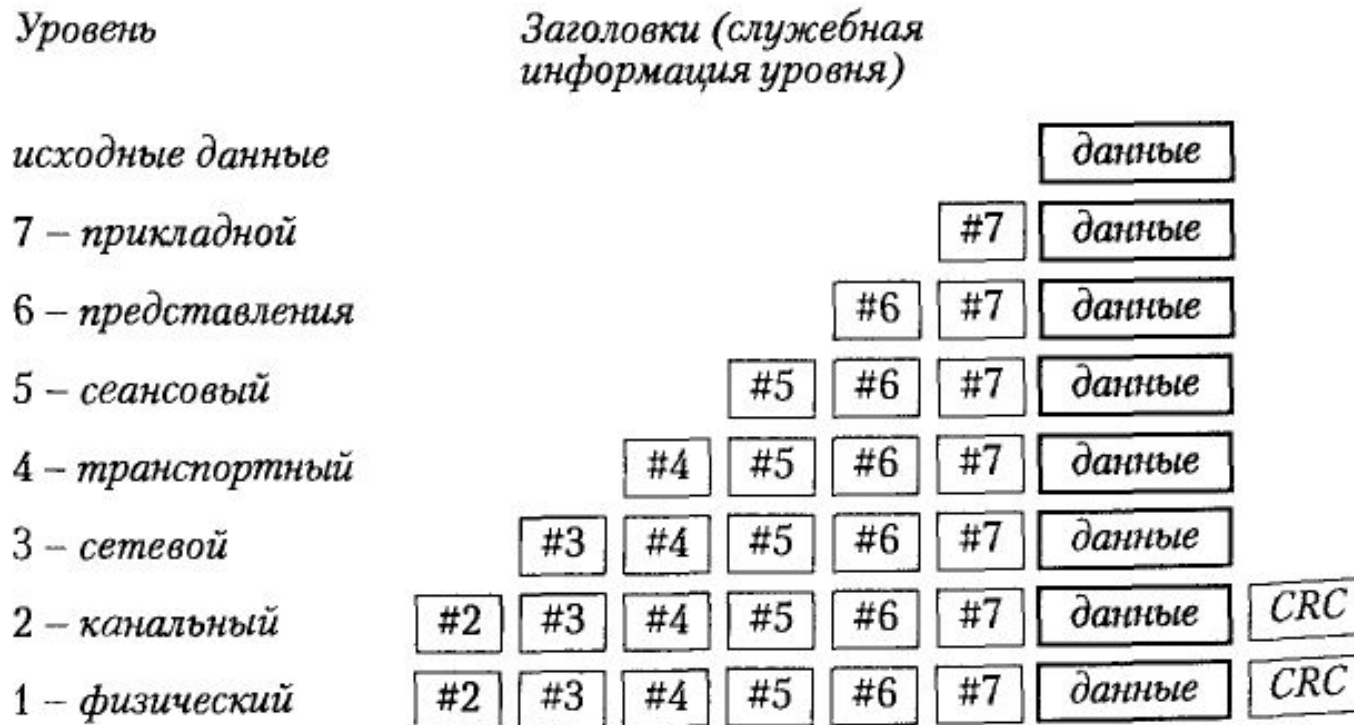 Уровень Заголовки (служебная
информация уровня)
исходные данные данные
7 – прикладной #7 данные
6 – представления #6 #7 данные
5 – сеансовый #5 #6 #7 данные
4 – транспортный #4 #5 #6 #7 данные
3 – сетевой #3 #4 #5 #6 #7 данные
2 – канальный #2 #3 #4 #5 #6 #7 данные CRC
1 – физический #2 #3 #4 #5 #6 #7 данные CRC